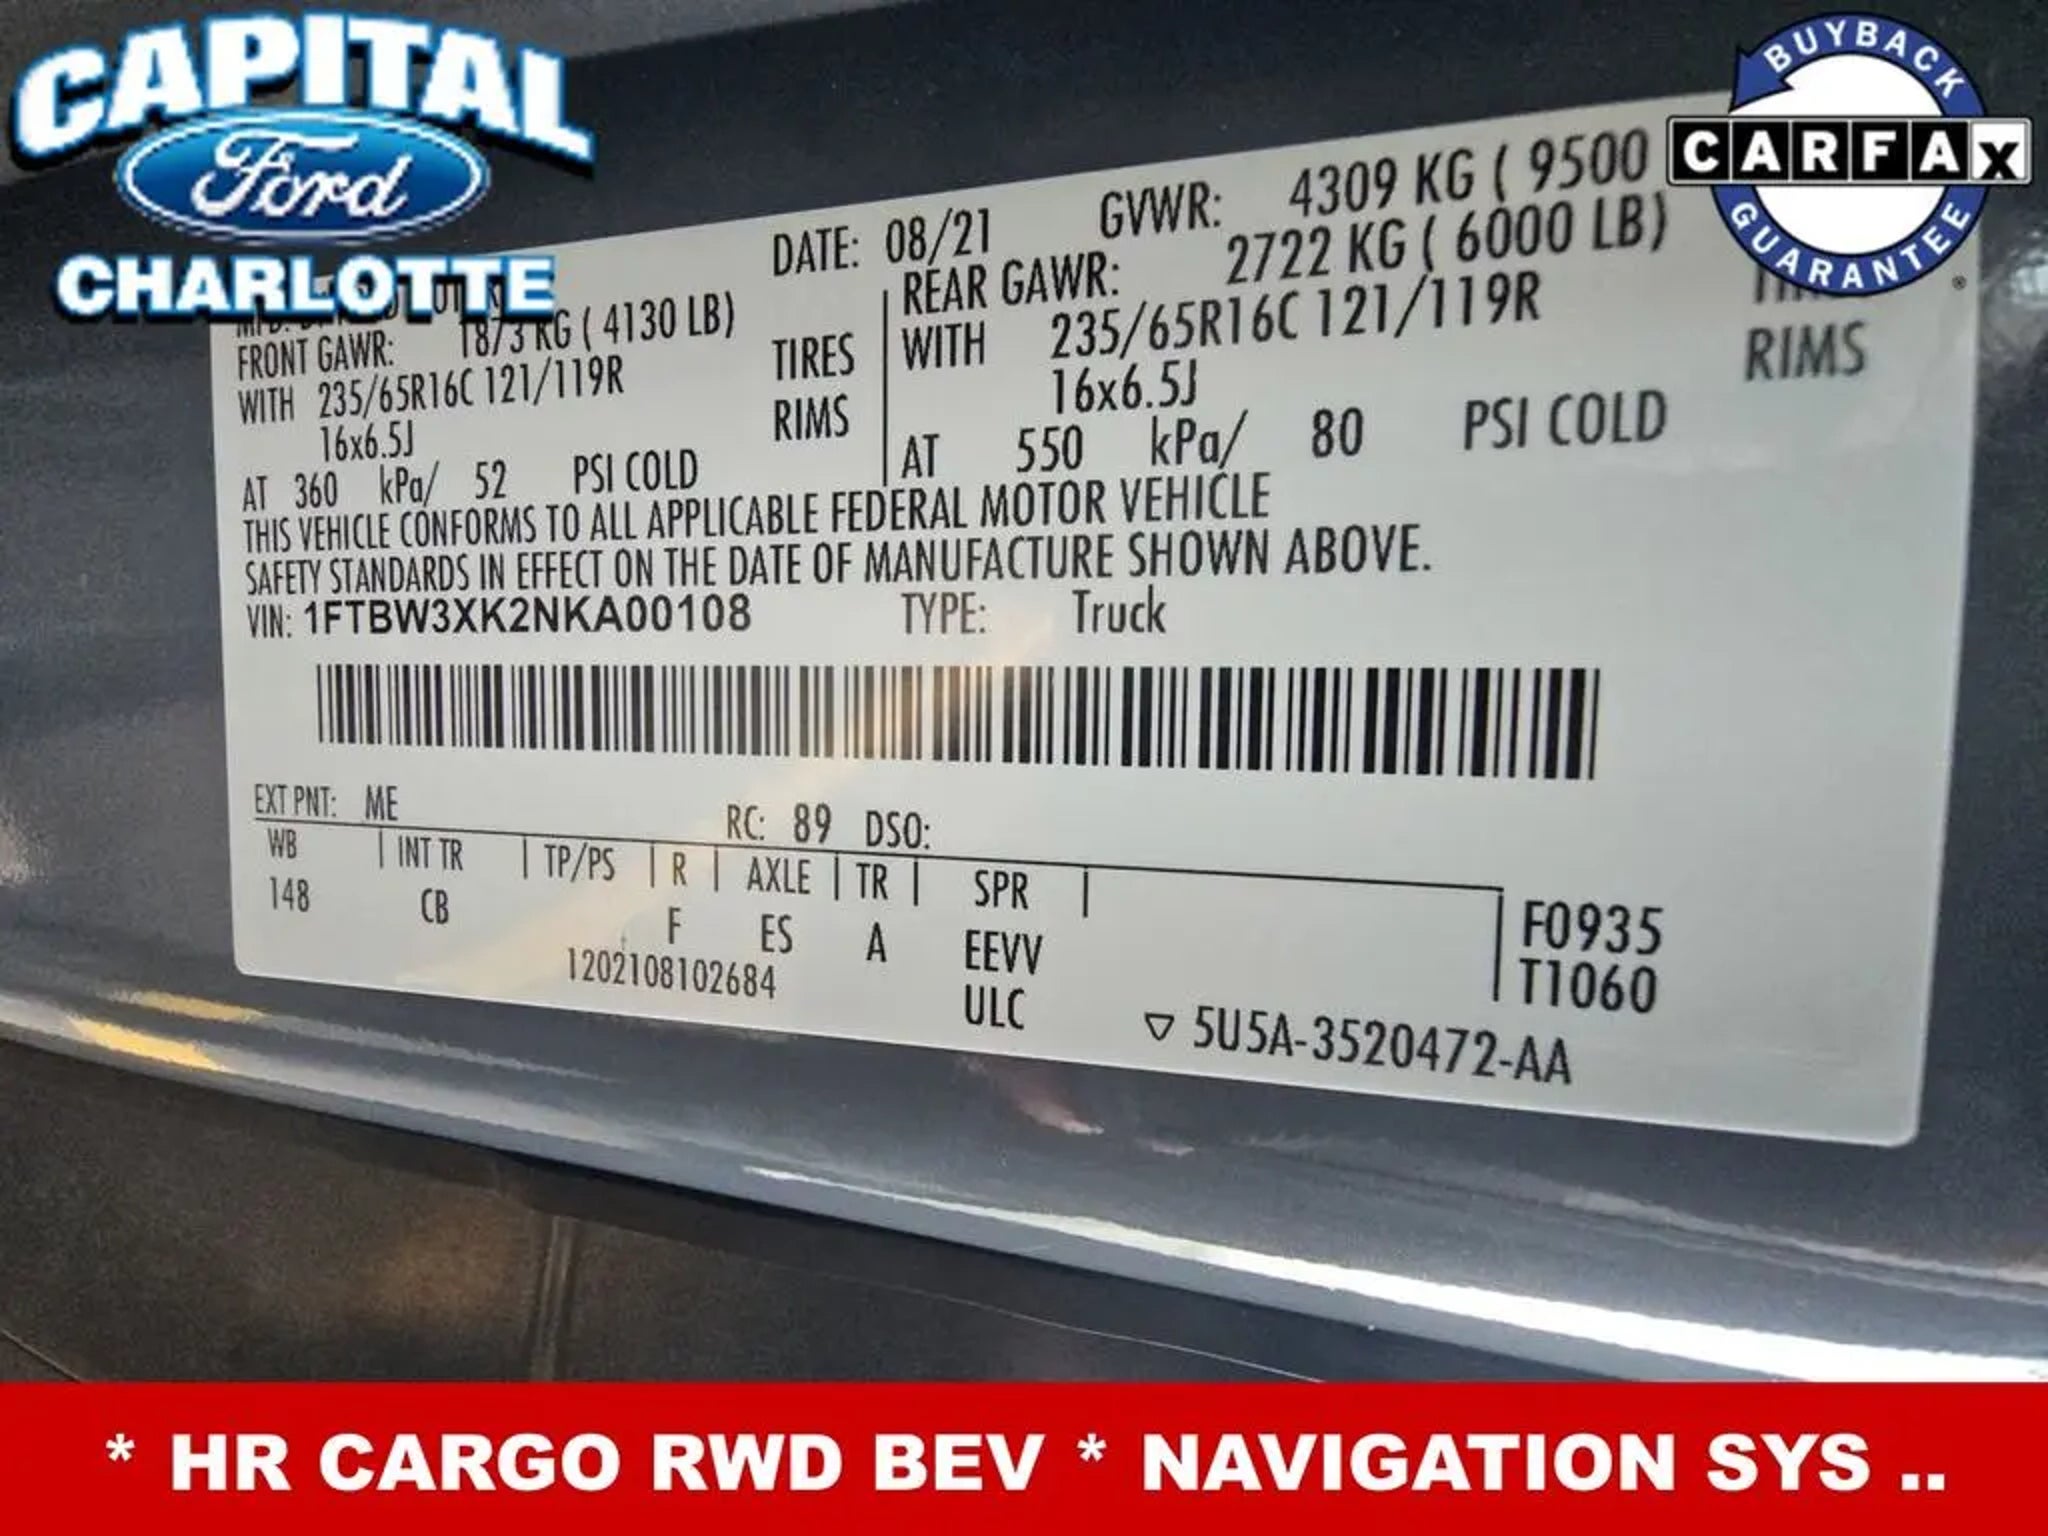 CAPITAL
Ford
CHARLOTTE
BUYBACK
CARFAX
GUARANTEE
DATE: 08/21 GVWR: 4309 KG ( 9500
FRONT GAWR: 1873 KG ( 4130 LB)
WITH 235/65R16C 121/119R TIRES
16x6.5J RIMS
AT 360 kPa/ 52 PSI COLD
REAR GAWR: 2722 KG ( 6000 LB)
WITH 235/65R16C 121/119R
16x6.5J RIMS
AT 550 kPa/ 80 PSI COLD
THIS VEHICLE CONFORMS TO ALL APPLICABLE FEDERAL MOTOR VEHICLE
SAFETY STANDARDS IN EFFECT ON THE DATE OF MANUFACTURE SHOWN ABOVE.
VIN: 1FTBW3XK2NKA00108 TYPE: Truck
EXT PNT: ME RC: 89 DSO:
WB | INT TR | TP/PS | R | AXLE | TR | SPR |
148 CB F ES A EEVV
1202108102684 ULC
F0935
T1060
▽ 5U5A-3520472-AA
* HR CARGO RWD BEV * NAVIGATION SYS ..